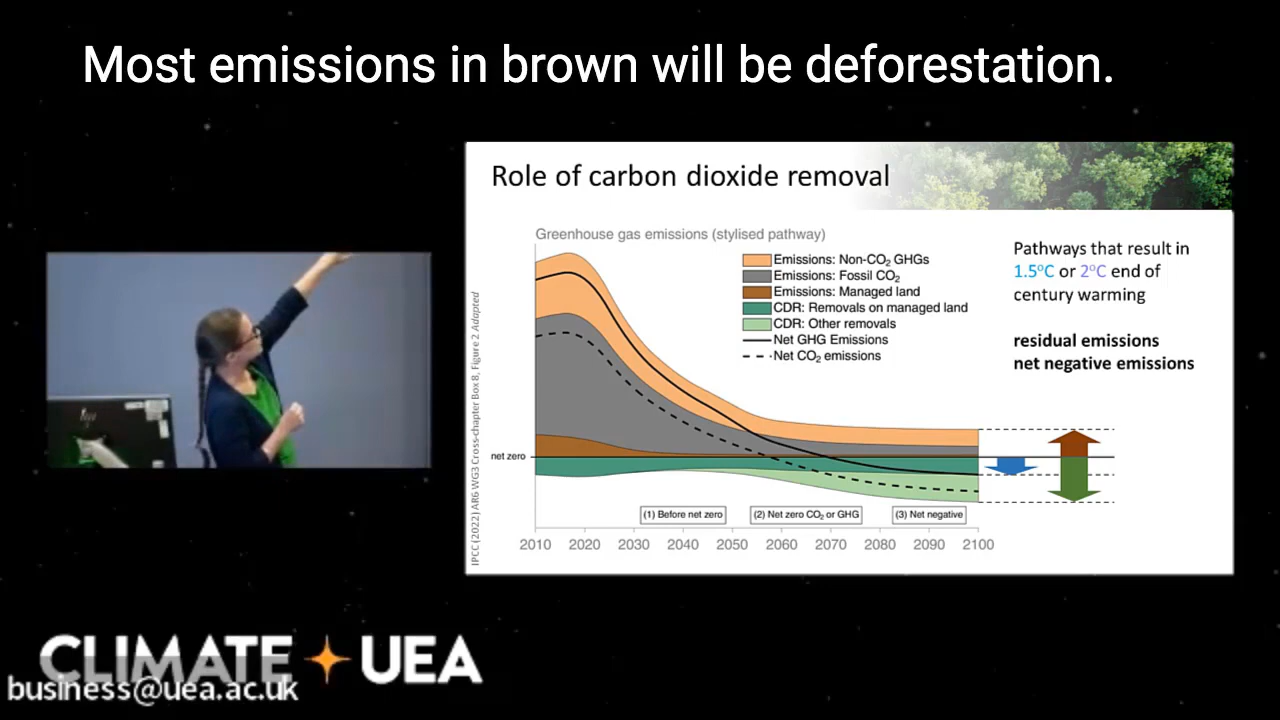 Most emissions in brown will be deforestation.
Role of carbon dioxide removal
Greenhouse gas emissions (stylised pathway)
Emissions: Non-CO₂ GHGs
Emissions: Fossil CO₂
Emissions: Managed land
CDR: Removals on managed land
CDR: Other removals
Net GHG Emissions
Net CO₂ emissions
Pathways that result in
1.5°C or 2°C end of
century warming
residual emissions
net negative emissions
IPCC (2022) AR6 WG3 Cross-chapter Box 8, Figure 2 Adapted
net zero
(1) Before net zero
(2) Net zero CO₂ or GHG
(3) Net negative
2010 2020 2030 2040 2050 2060 2070 2080 2090 2100
hp
CLIMATE UEA
business@uea.ac.uk